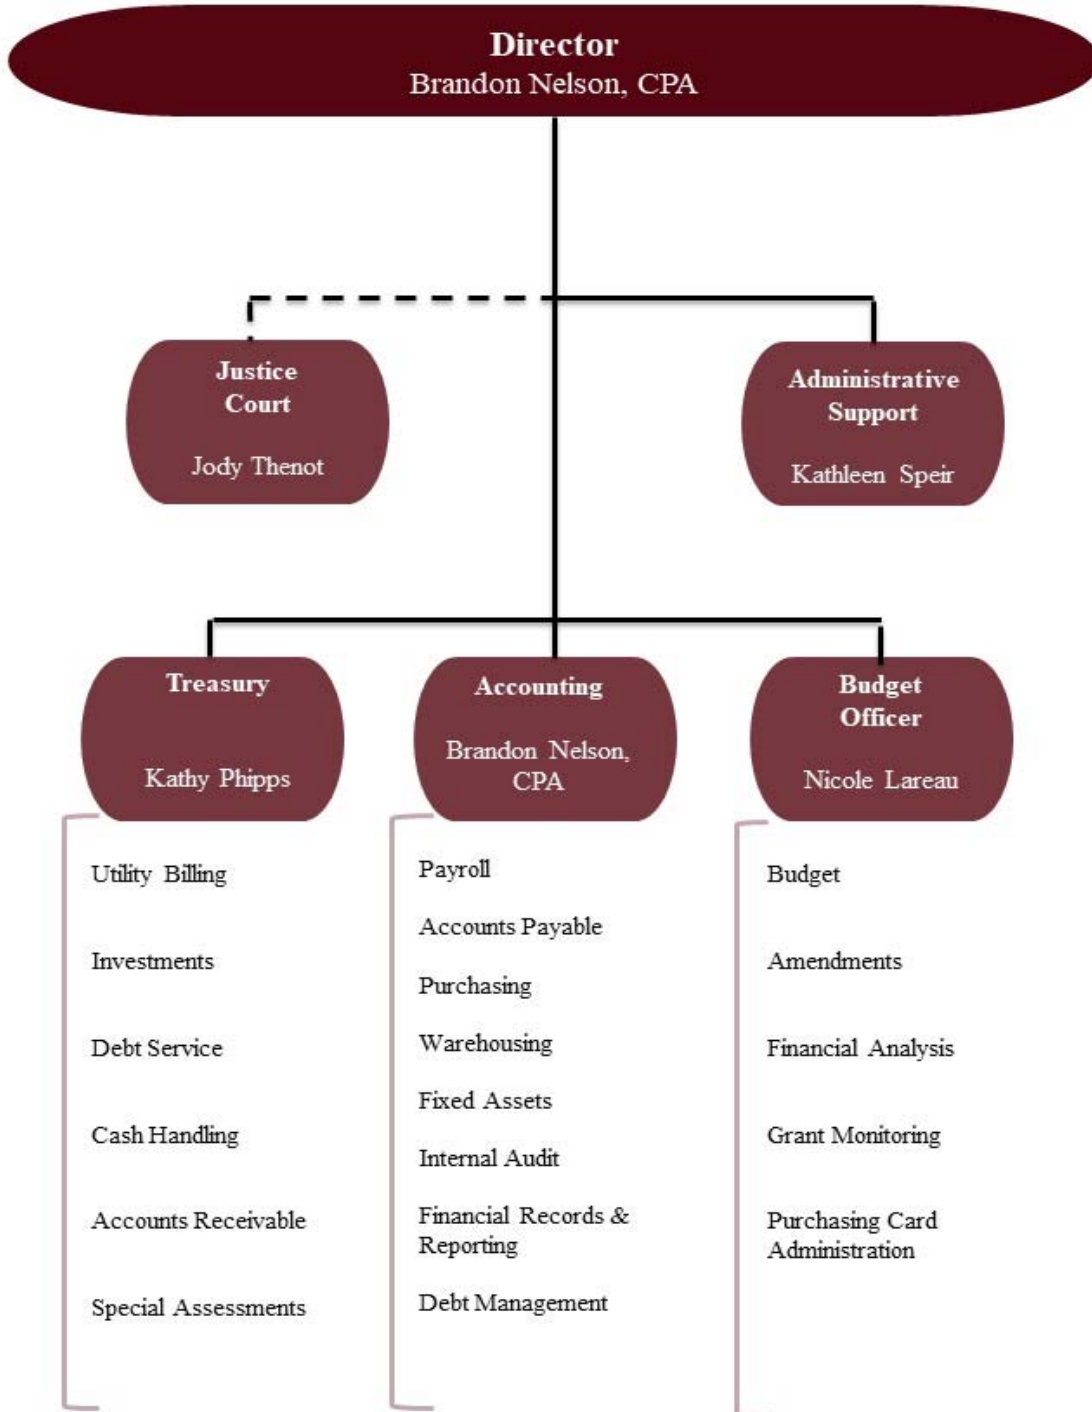 Director
Brandon Nelson, CPA
Justice
Court
Jody Thenot
Administrative
Support
Kathleen Speir
Treasury
Kathy Phipps
Accounting
Brandon Nelson,
CPA
Budget
Officer
Nicole Lareau
Utility Billing
Investments
Debt Service
Cash Handling
Accounts Receivable
Special Assessments
Payroll
Accounts Payable
Purchasing
Warehousing
Fixed Assets
Internal Audit
Financial Records &
Reporting
Debt Management
Budget
Amendments
Financial Analysis
Grant Monitoring
Purchasing Card
Administration